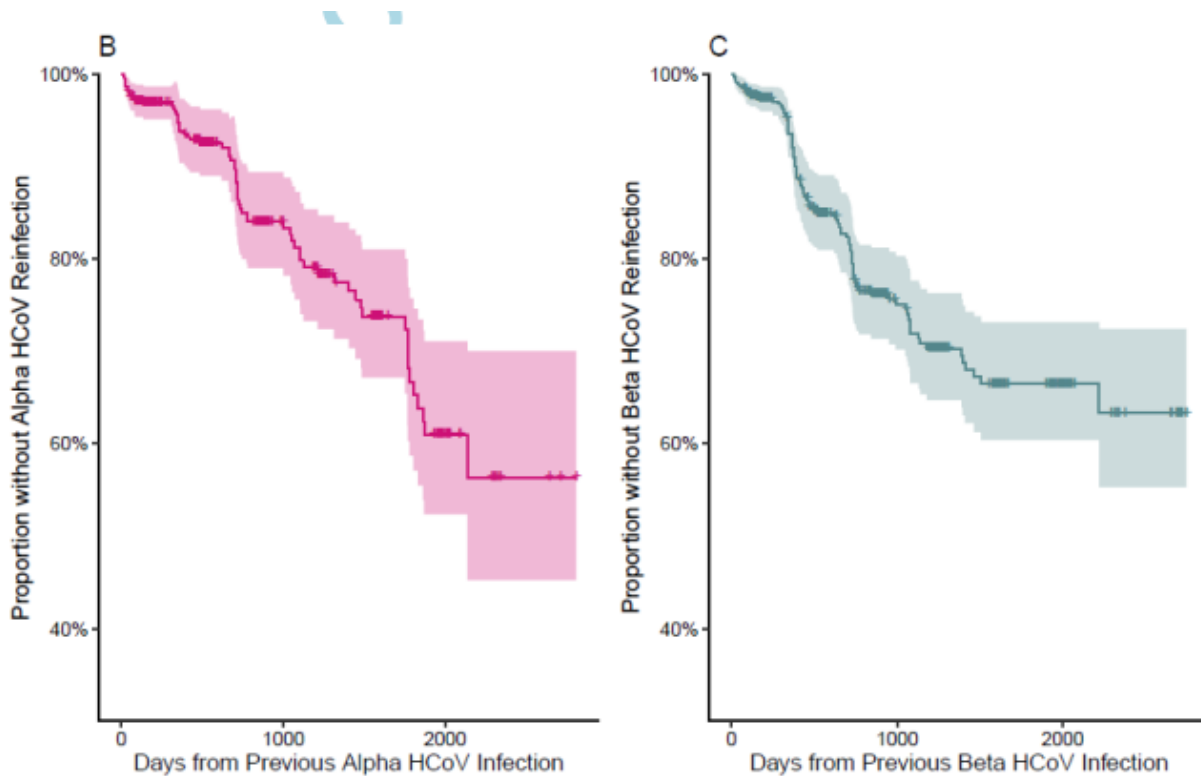 B
100%
80%
60%
40%
Proportion without Alpha HCoV Reinfection
0 1000 2000
Days from Previous Alpha HCoV Infection
C
100%
80%
60%
40%
Proportion without Beta HCoV Reinfection
0 1000 2000
Days from Previous Beta HCoV Infection